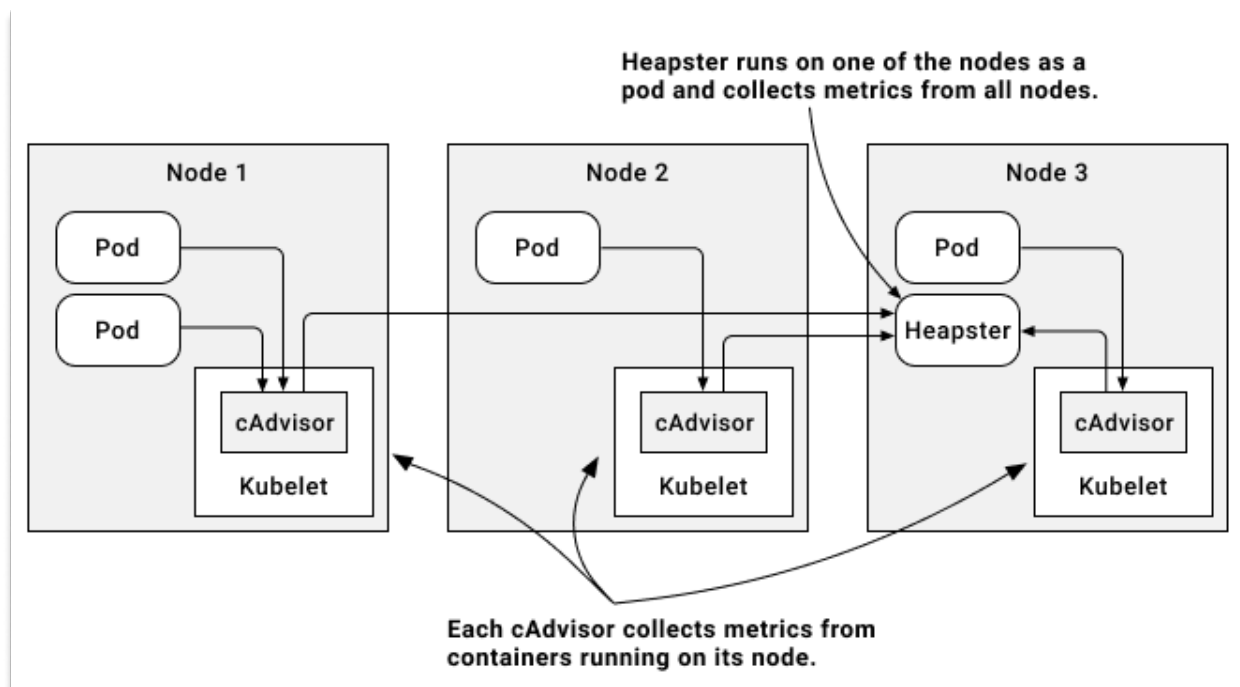 Heapster runs on one of the nodes as a
pod and collects metrics from all nodes.
Node 1
Pod
Pod
cAdvisor
Kubelet
Node 2
Pod
cAdvisor
Kubelet
Node 3
Pod
Heapster
cAdvisor
Kubelet
Each cAdvisor collects metrics from
containers running on its node.